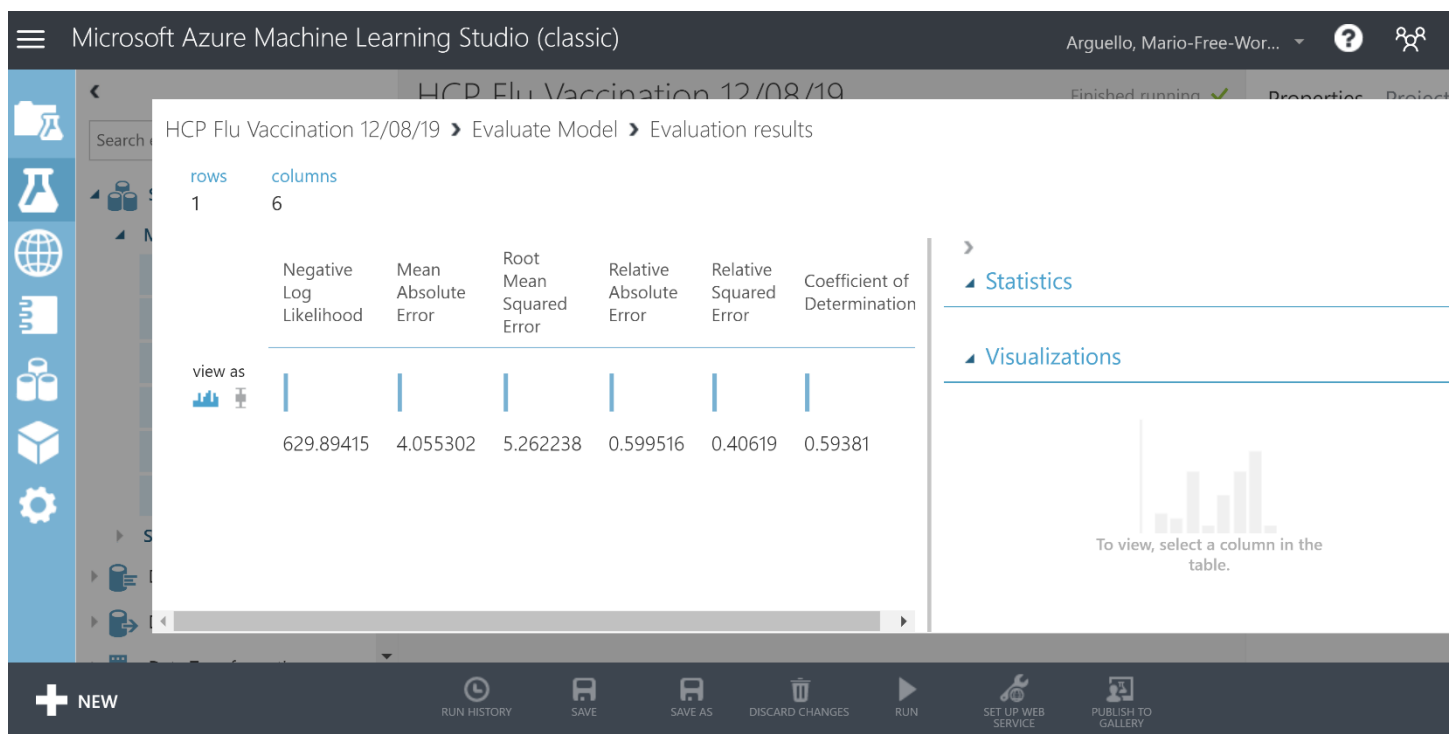 Microsoft Azure Machine Learning Studio (classic)
Arguello, Mario-Free-Wor...
?
HCP Flu Vaccination 12/08/19
Finished running
Properties
Project
Search
HCP Flu Vaccination 12/08/19 > Evaluate Model > Evaluation results
rows
columns
1
6
Negative Log Likelihood
Mean Absolute Error
Root Mean Squared Error
Relative Absolute Error
Relative Squared Error
Coefficient of Determination
view as
629.89415
4.055302
5.262238
0.599516
0.40619
0.59381
Statistics
Visualizations
To view, select a column in the
table.
NEW
RUN HISTORY
SAVE
SAVE AS
DISCARD CHANGES
RUN
SET UP WEB
SERVICE
PUBLISH TO
GALLERY